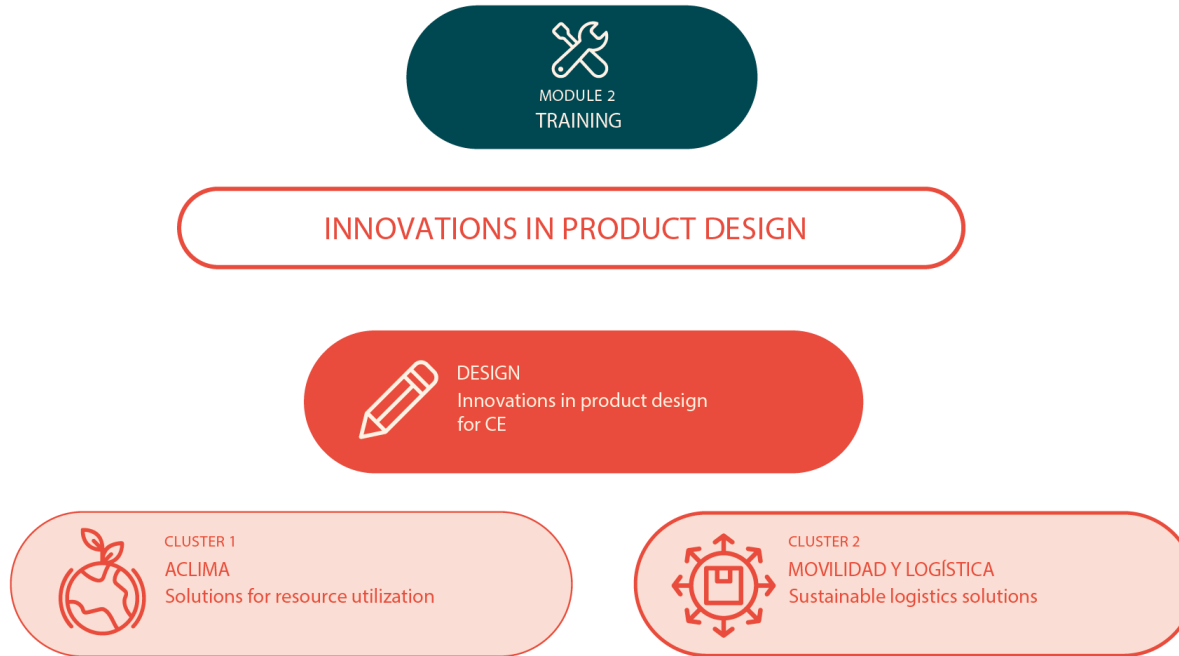 MODULE 2
TRAINING
INNOVATIONS IN PRODUCT DESIGN
DESIGN
Innovations in product design
for CE
CLUSTER 1
ACLIMA
Solutions for resource utilization
CLUSTER 2
MOVILIDAD Y LOGÍSTICA
Sustainable logistics solutions